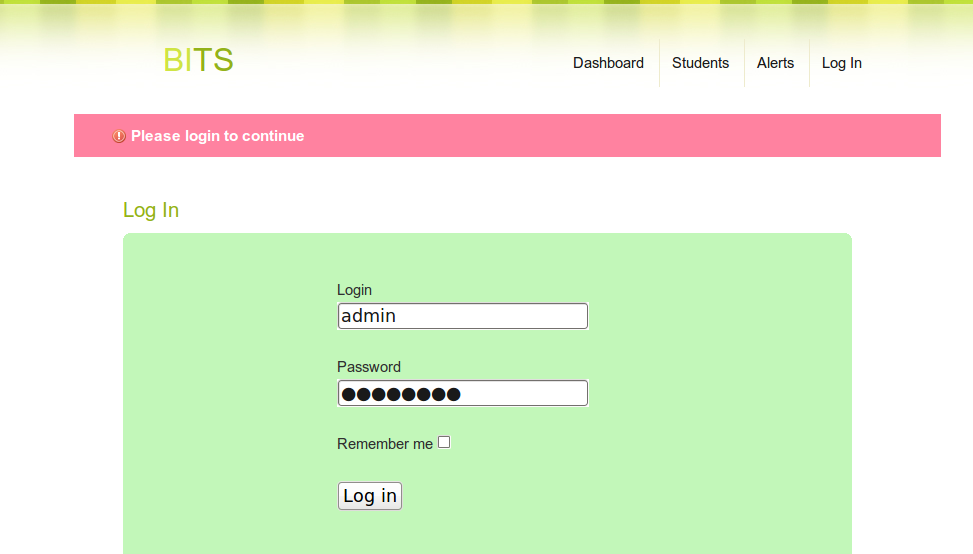 BITS
Dashboard Students Alerts Log In
Please login to continue
Log In
Login
admin
Password
●●●●●●●●
Remember me
Log in